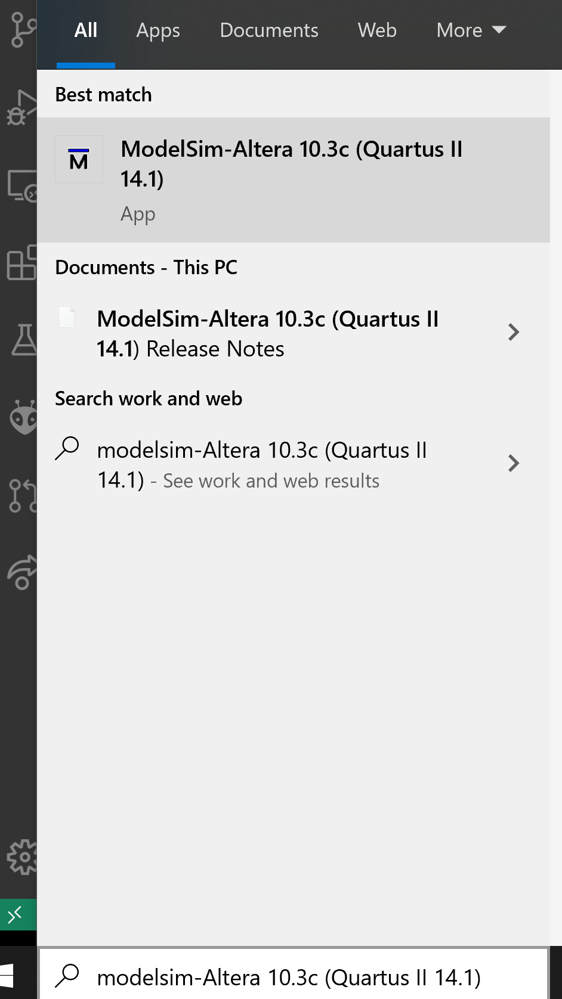 All Apps Documents Web More
Best match
M
ModelSim-Altera 10.3c (Quartus II
14.1)
App
Documents - This PC
ModelSim-Altera 10.3c (Quartus II
14.1) Release Notes
Search work and web
modelsim-Altera 10.3c (Quartus II
14.1) - See work and web results
modelsim-Altera 10.3c (Quartus II 14.1)